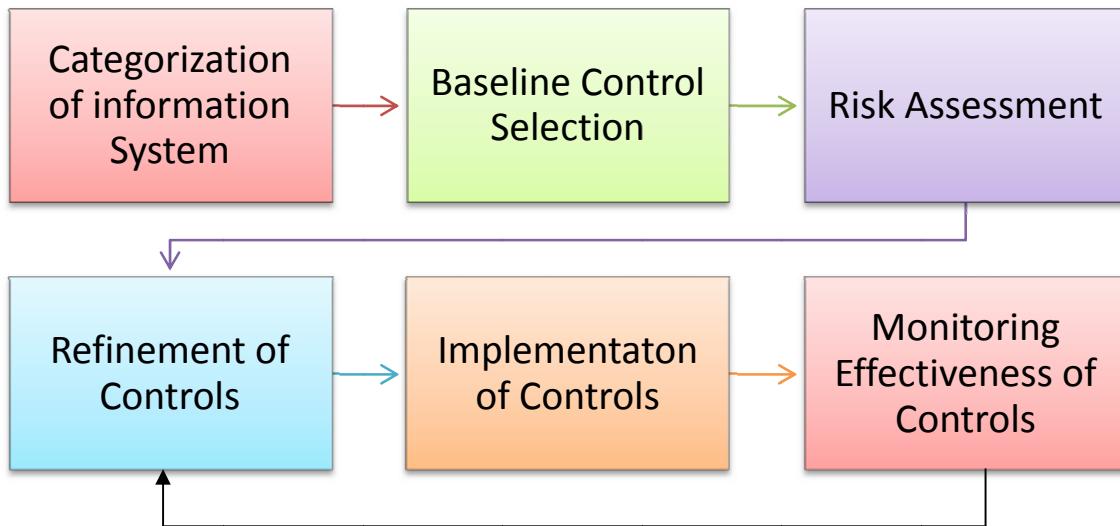 Categorization
of information
System
Baseline Control
Selection
Risk Assessment
Refinement of
Controls
Implementaton
of Controls
Monitoring
Effectiveness of
Controls